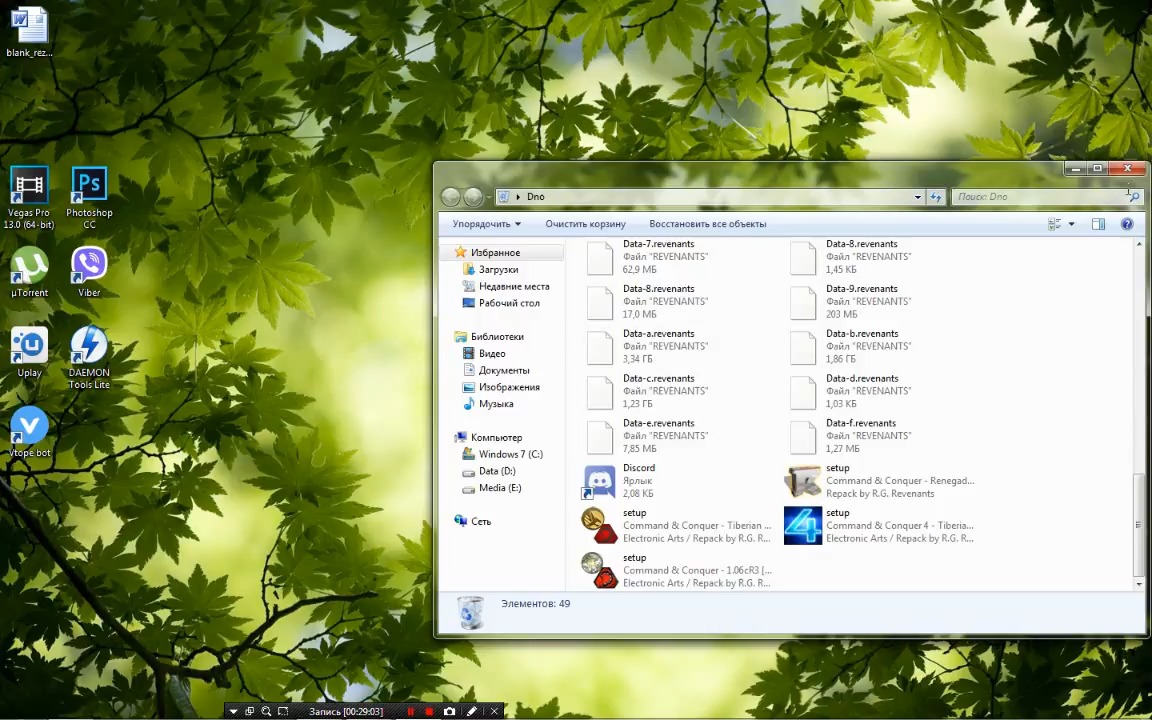 blank_rez...
Vegas Pro
13.0 (64-bit)
Photoshop
CC
µTorrent
Viber
Uplay
DAEMON
Tools Lite
Vtope bot
Dno
Поиск: Dno
Упорядочить
Очистить корзину
Восстановить все объекты
Избранное
Загрузки
Недавние места
Рабочий стол
Библиотеки
Видео
Документы
Изображения
Музыка
Компьютер
Windows 7 (C:)
Data (D:)
Media (E:)
Сеть
Data-7.revenants
Файл "REVENANTS"
62,9 МБ
Data-8.revenants
Файл "REVENANTS"
1,45 КБ
Data-8.revenants
Файл "REVENANTS"
17,0 МБ
Data-9.revenants
Файл "REVENANTS"
203 МБ
Data-a.revenants
Файл "REVENANTS"
3,34 ГБ
Data-b.revenants
Файл "REVENANTS"
1,86 ГБ
Data-c.revenants
Файл "REVENANTS"
1,23 ГБ
Data-d.revenants
Файл "REVENANTS"
1,03 КБ
Data-e.revenants
Файл "REVENANTS"
7,85 МБ
Data-f.revenants
Файл "REVENANTS"
1,27 МБ
Discord
Ярлык
2,08 КБ
setup
Command & Conquer - Renegad...
Repack by R.G. Revenants
setup
Command & Conquer - Tiberian ...
Electronic Arts / Repack by R.G. R...
setup
Command & Conquer 4 - Tiberia...
Electronic Arts / Repack by R.G. R...
setup
Command & Conquer - 1.06cR3 [...
Electronic Arts / Repack by R.G. R...
Элементов: 49
Запись [00:29:03]